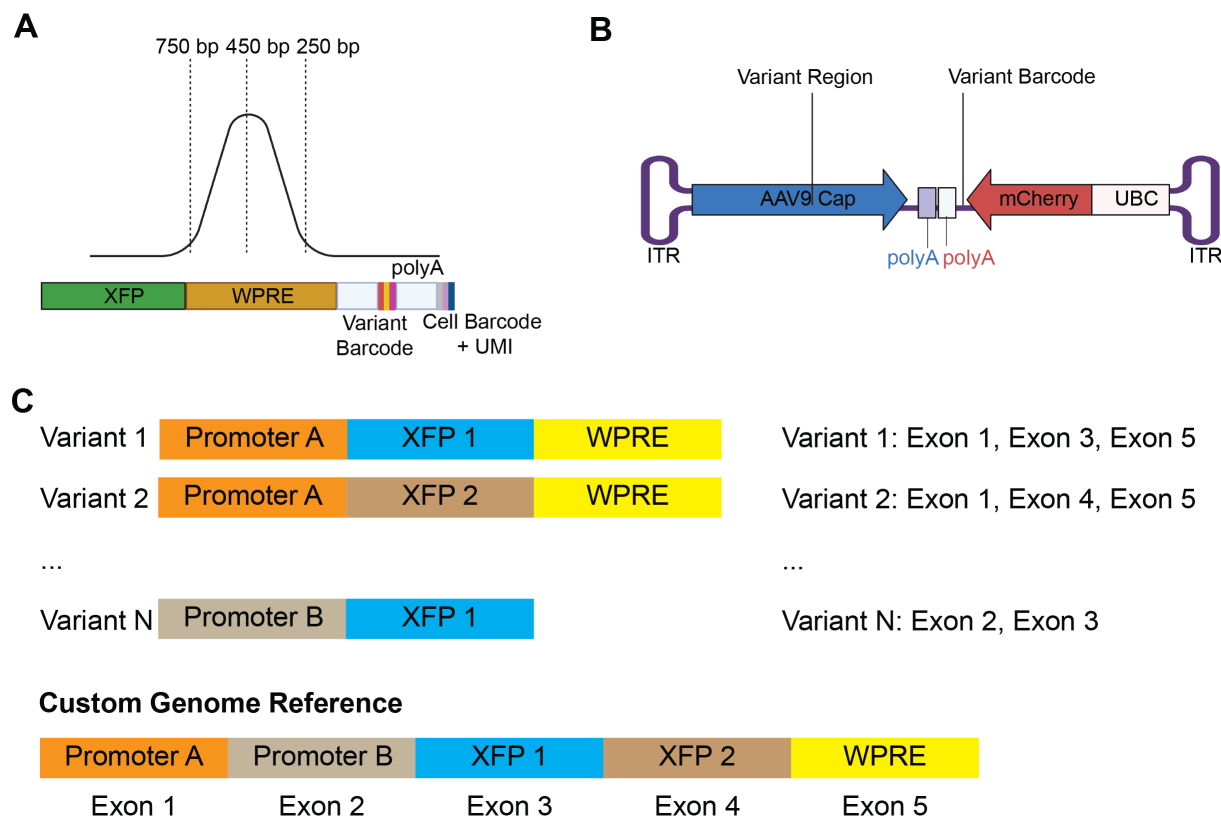 A
750 bp 450 bp 250 bp
polyA
XFP WPRE
Variant
Barcode
Cell Barcode
+ UMI
B
Variant Region Variant Barcode
AAV9 Cap mCherry UBC
ITR polyA polyA ITR
C
Variant 1 Promoter A XFP 1 WPRE Variant 1: Exon 1, Exon 3, Exon 5
Variant 2 Promoter A XFP 2 WPRE Variant 2: Exon 1, Exon 4, Exon 5
... ...
Variant N Promoter B XFP 1 Variant N: Exon 2, Exon 3
Custom Genome Reference
Promoter A Promoter B XFP 1 XFP 2 WPRE
Exon 1 Exon 2 Exon 3 Exon 4 Exon 5